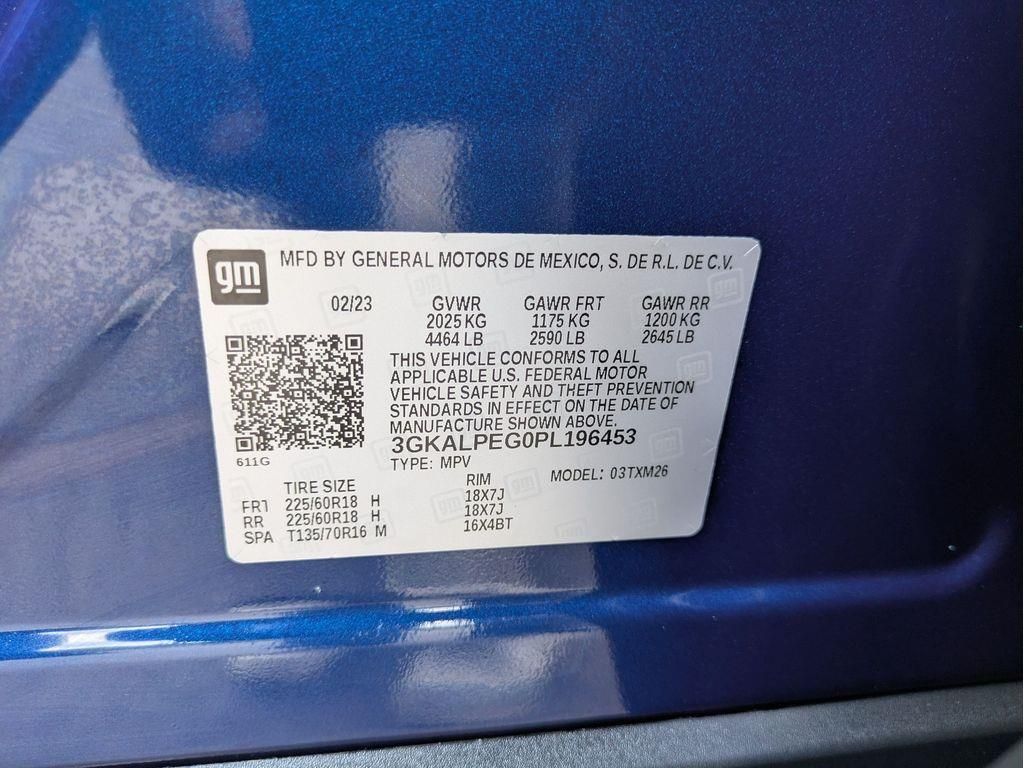 gm MFD BY GENERAL MOTORS DE MEXICO, S. DE R.L. DE C.V.
02/23 GVWR GAWR FRT GAWR RR
2025 KG 1175 KG 1200 KG
4464 LB 2590 LB 2645 LB
THIS VEHICLE CONFORMS TO ALL
APPLICABLE U.S. FEDERAL MOTOR
VEHICLE SAFETY AND THEFT PREVENTION
STANDARDS IN EFFECT ON THE DATE OF
MANUFACTURE SHOWN ABOVE.
3GKALPEG0PL196453
611G TYPE: MPV MODEL: 03TXM26
TIRE SIZE RIM
FRT 225/60R18 H 18X7J
RR 225/60R18 H 18X7J
SPA T135/70R16 M 16X4BT